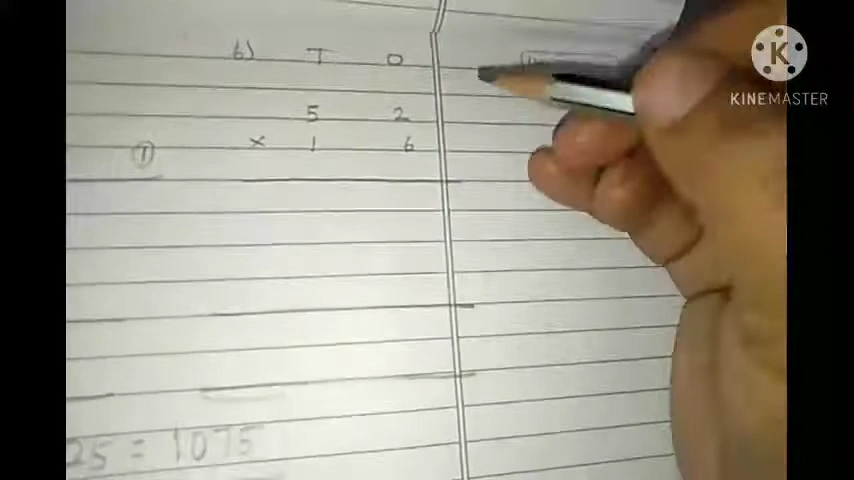 b) T O
5 2
× 1 6
①
25 = 1075
K
KINEMASTER